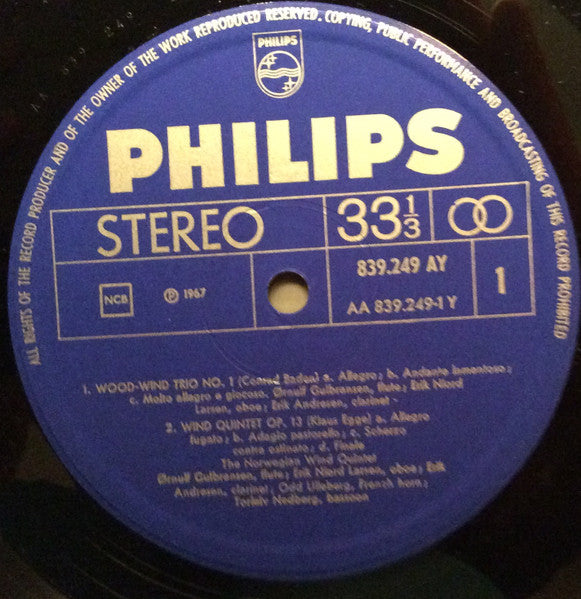 ALL RIGHTS OF THE RECORD PRODUCER AND OF THE OWNER OF THE WORK REPRODUCED RESERVED. COPYING, PUBLIC PERFORMANCE AND BROADCASTING OF THIS RECORD PROHIBITED
PHILIPS
PHILIPS
STEREO 33⅓
NCB ℗ 1967 839.249 AY 1
AA 839.249-1 Y
1. WOOD-WIND TRIO NO. 1 (Conrad Baden) a. Allegro; b. Andante lamentoso;
c. Molto allegro e giocoso. Ørnulf Gulbransen, flute; Erik Niord
Larsen, oboe; Erik Andresen, clarinet -
2. WIND QUINTET OP. 13 (Klaus Egge) a. Allegro
fugato; b. Adagio pastorello; c. Scherzo
contra ostinato; d. Finale
The Norwegian Wind Quintet
Ørnulf Gulbransen, flute; Erik Niord Larsen, oboe; Erik
Andresen, clarinet; Odd Ulleberg, French horn;
Torleiv Nedberg, bassoon